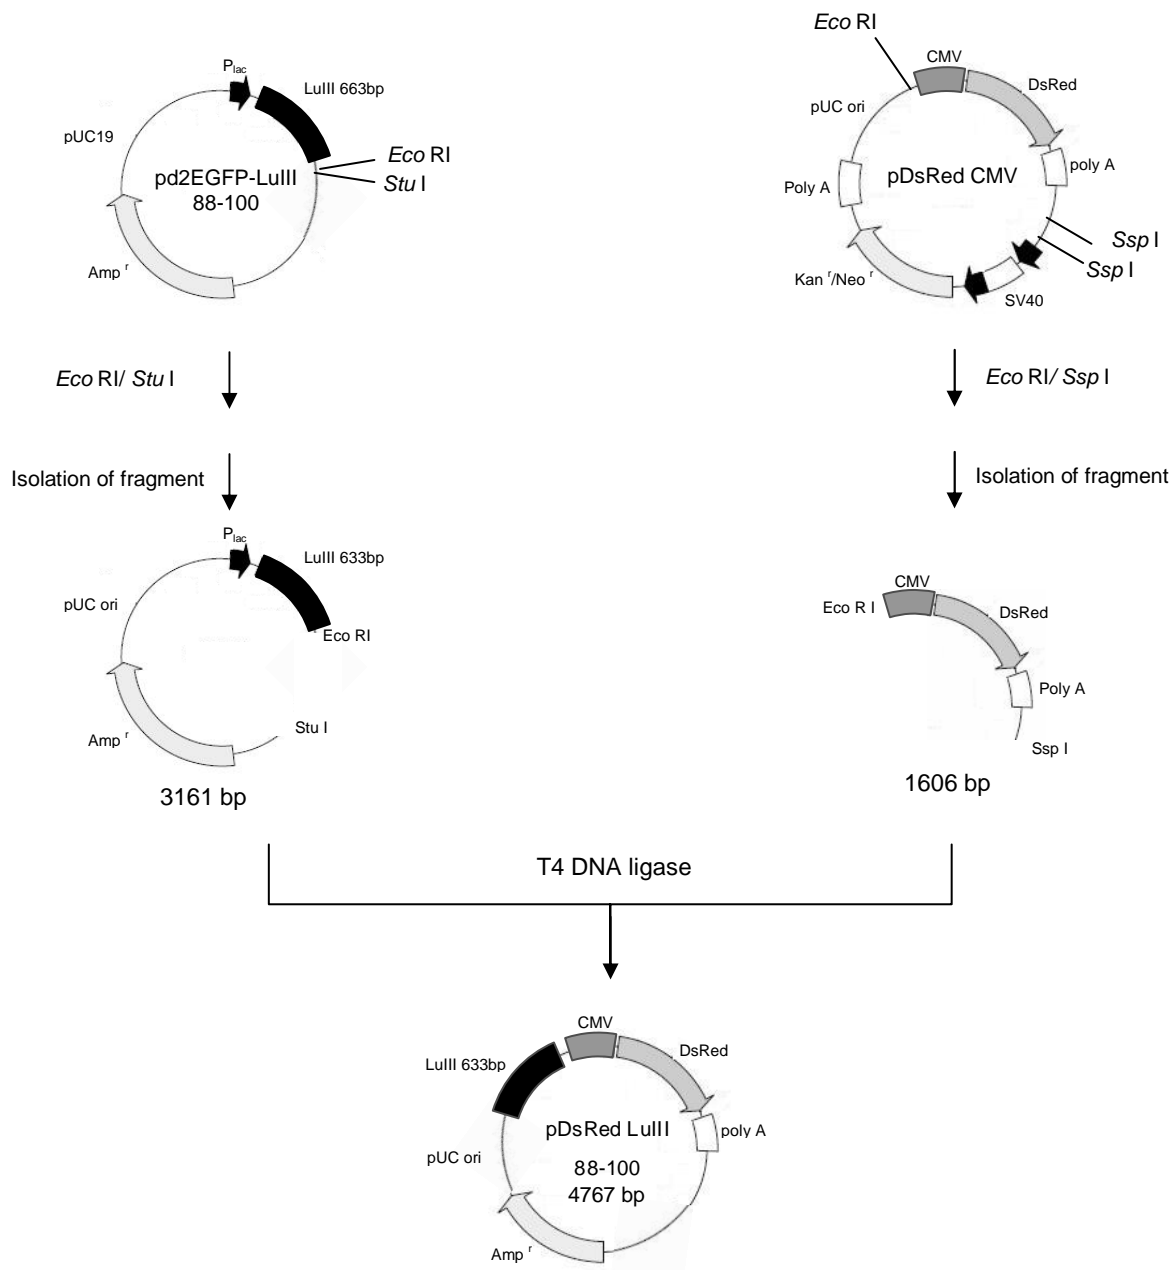 Eco RI
CMV
DsRed
pUC ori
poly A
Poly A
pDsRed CMV
Ssp I
Ssp I
Kan r/Neo r
SV40
Plac
LuIII 663bp
pUC19
Eco RI
Stu I
pd2EGFP-LuIII
88-100
Amp r
Eco RI/ Stu I
Eco RI/ Ssp I
Isolation of fragment
Isolation of fragment
Plac
LuIII 633bp
pUC ori
Eco RI
Amp r
Stu I
3161 bp
CMV
Eco R I
DsRed
Poly A
Ssp I
1606 bp
T4 DNA ligase
CMV
DsRed
LuIII 633bp
pDsRed LuIII
poly A
pUC ori
88-100
4767 bp
Amp r